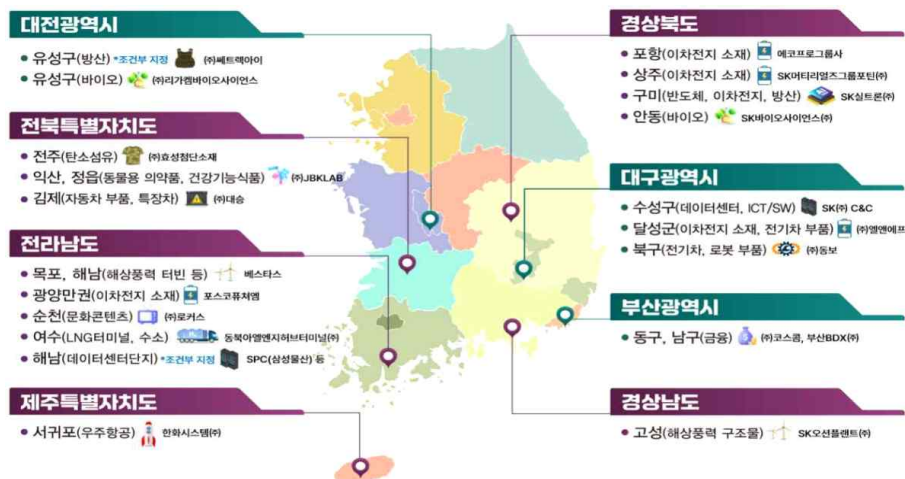 대전광역시
• 유성구(방산) *조건부 지정 ㈜쎄트렉아이
• 유성구(바이오) ㈜리가켐바이오사이언스
전북특별자치도
• 전주(탄소섬유) ㈜효성첨단소재
• 익산, 정읍(동물용 의약품, 건강기능식품) ㈜JBKLAB
• 김제(자동차 부품, 특장차) ㈜대승
전라남도
• 목포, 해남(해상풍력 터빈 등) 베스타스
• 광양만권(이차전지 소재) 포스코퓨처엠
• 순천(문화콘텐츠) ㈜로커스
• 여수(LNG터미널, 수소) 동북아엘엔지허브터미널㈜
• 해남(데이터센터단지) *조건부 지정 SPC(삼성물산) 등
제주특별자치도
• 서귀포(우주항공) 한화시스템㈜
경상북도
• 포항(이차전지 소재) 에코프로그룹사
• 상주(이차전지 소재) SK머티리얼즈그룹포틴㈜
• 구미(반도체, 이차전지, 방산) SK실트론㈜
• 안동(바이오) SK바이오사이언스㈜
대구광역시
• 수성구(데이터센터, ICT/SW) SK㈜ C&C
• 달성군(이차전지 소재, 전기차 부품) ㈜엘앤에프
• 북구(전기차, 로봇 부품) ㈜동보
부산광역시
• 동구, 남구(금융) ㈜코스콤, 부산BDX㈜
경상남도
• 고성(해상풍력 구조물) SK오션플랜트㈜